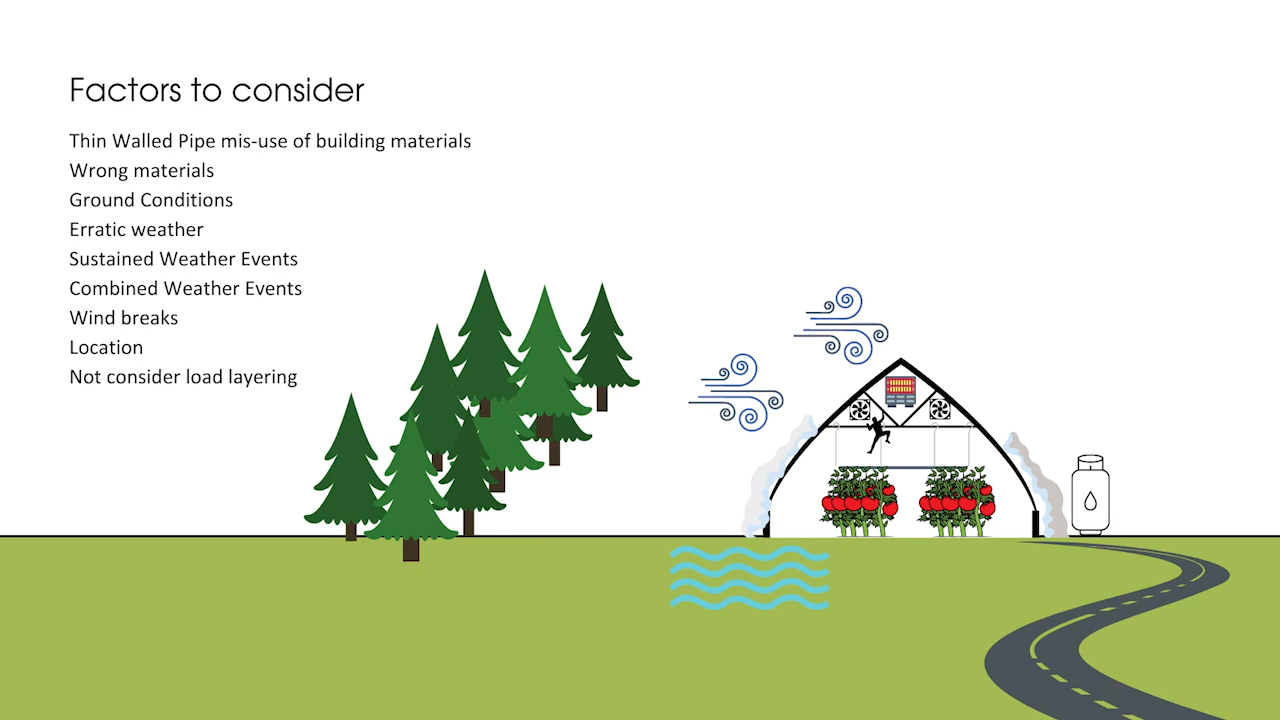 Factors to consider
Thin Walled Pipe mis-use of building materials
Wrong materials
Ground Conditions
Erratic weather
Sustained Weather Events
Combined Weather Events
Wind breaks
Location
Not consider load layering